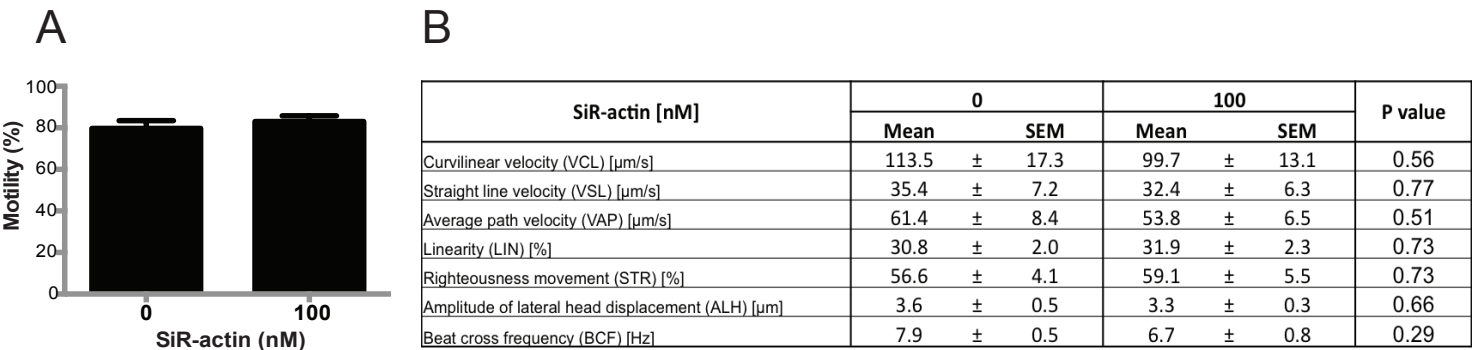 A
B
100
80
60
40
20
0
Motility (%)
0 100
SiR-actin (nM)
SiR-actin [nM] 0 100 P value
Mean SEM Mean SEM
Curvilinear velocity (VCL) [µm/s] 113.5 ± 17.3 99.7 ± 13.1 0.56
Straight line velocity (VSL) [µm/s] 35.4 ± 7.2 32.4 ± 6.3 0.77
Average path velocity (VAP) [µm/s] 61.4 ± 8.4 53.8 ± 6.5 0.51
Linearity (LIN) [%] 30.8 ± 2.0 31.9 ± 2.3 0.73
Righteousness movement (STR) [%] 56.6 ± 4.1 59.1 ± 5.5 0.73
Amplitude of lateral head displacement (ALH) [µm] 3.6 ± 0.5 3.3 ± 0.3 0.66
Beat cross frequency (BCF) [Hz] 7.9 ± 0.5 6.7 ± 0.8 0.29